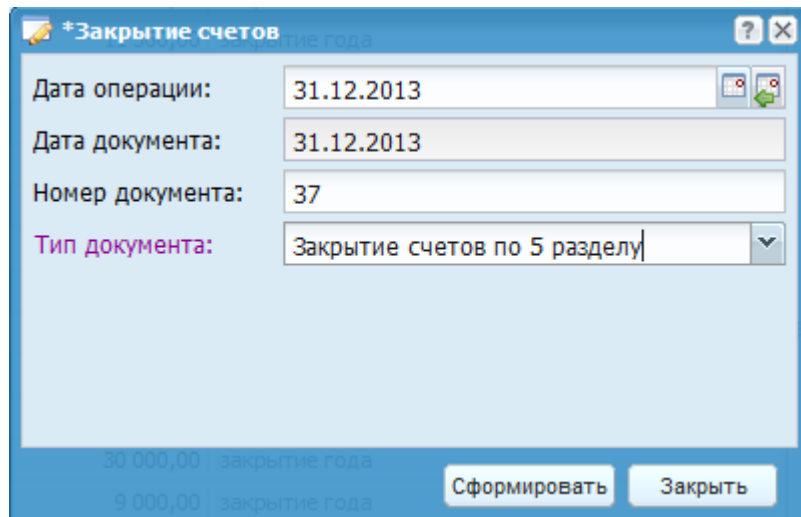 *Закрытие счетов
Дата операции: 31.12.2013
Дата документа: 31.12.2013
Номер документа: 37
Тип документа: Закрытие счетов по 5 разделу
30 000,00 закрытие года
Сформировать Закрыть
9 000,00 закрытие года